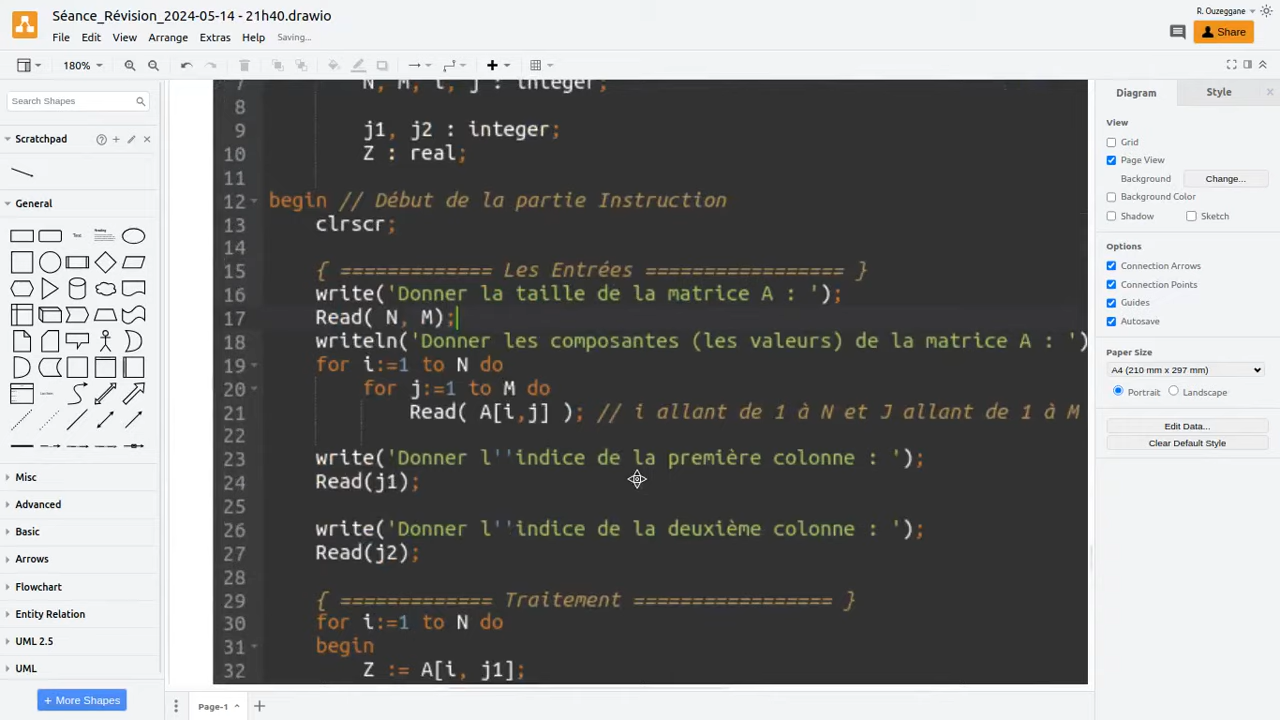 Séance_Révision_2024-05-14 - 21h40.drawio
R. Ouzeggane
File Edit View Arrange Extras Help Saving...
Share
180%
Search Shapes
Scratchpad
General
Text
Heading
Misc
Advanced
Basic
Arrows
Flowchart
Entity Relation
UML 2.5
UML
+ More Shapes
7 N, M, i, j : integer;
8
9 j1, j2 : integer;
10 Z : real;
11
12 begin // Début de la partie Instruction
13 clrscr;
14
15 { ============= Les Entrées ================= }
16 write('Donner la taille de la matrice A : ');
17 Read( N, M);
18 writeln('Donner les composantes (les valeurs) de la matrice A : ')
19 for i:=1 to N do
20 for j:=1 to M do
21 Read( A[i,j] ); // i allant de 1 à N et J allant de 1 à M
22
23 write('Donner l''indice de la première colonne : ');
24 Read(j1);
25
26 write('Donner l''indice de la deuxième colonne : ');
27 Read(j2);
28
29 { ============= Traitement ================= }
30 for i:=1 to N do
31 begin
32 Z := A[i, j1];
Page-1
Diagram Style
View
Grid
Page View
Background Change...
Background Color
Shadow Sketch
Options
Connection Arrows
Connection Points
Guides
Autosave
Paper Size
A4 (210 mm x 297 mm)
Portrait Landscape
Edit Data...
Clear Default Style